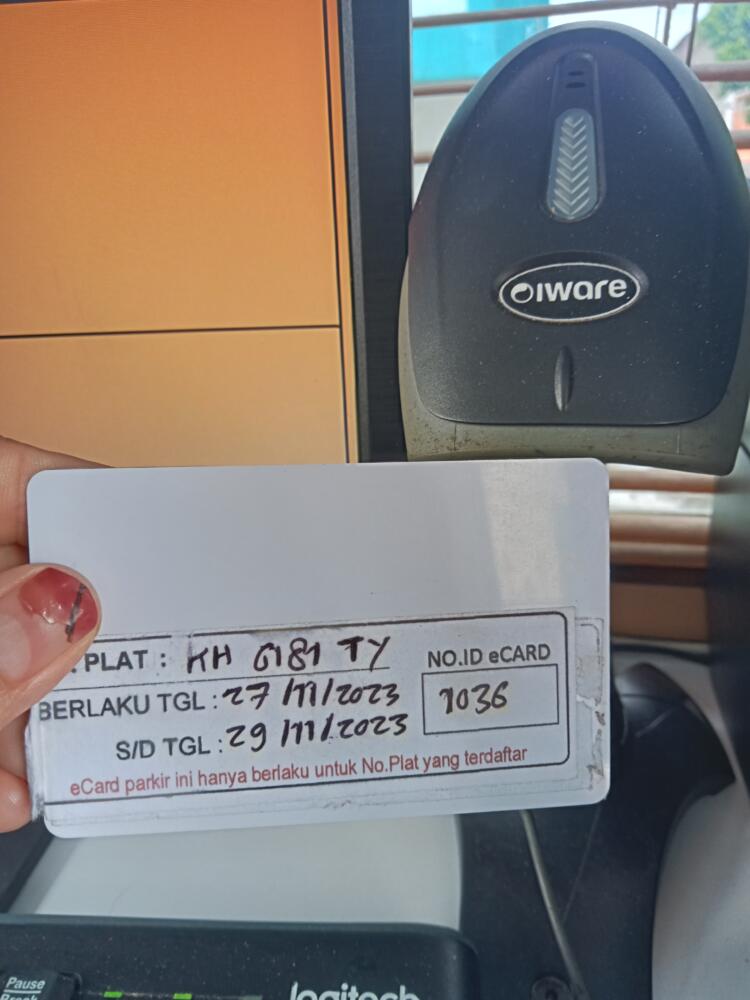 iware
. PLAT : KH 6181 TY
NO.ID eCARD
BERLAKU TGL : 27/11/2023
1036
S/D TGL : 29/11/2023
eCard parkir ini hanya berlaku untuk No.Plat yang terdaftar
Pause
Break
logitech